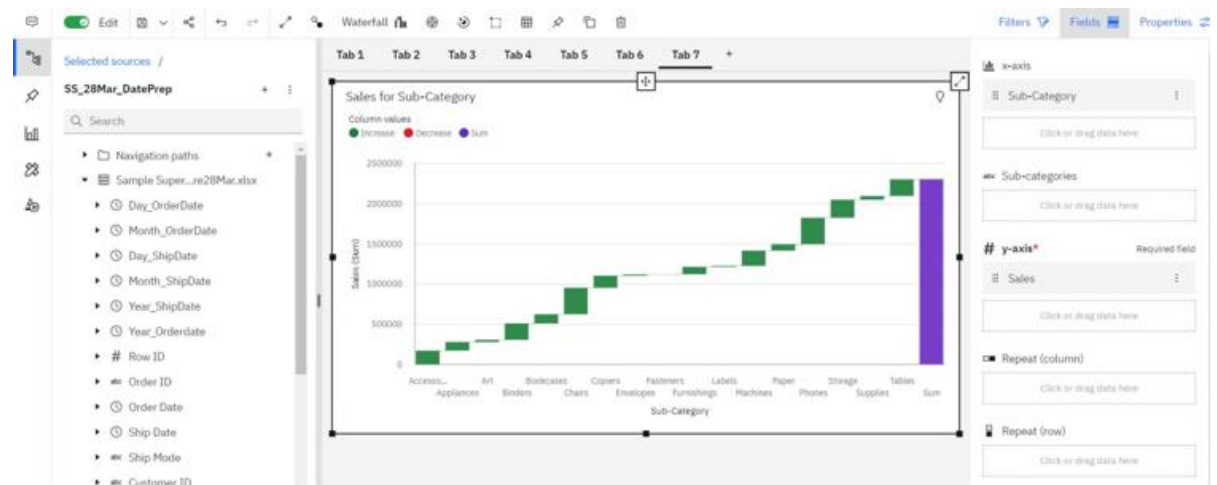 Edit
Waterfall
Filters
Fields
Properties
Selected sources /
SS_28Mar_DatePrep
Search
Navigation paths
Sample Super...re28Mar.xlsx
Day_OrderDate
Month_OrderDate
Day_ShipDate
Month_ShipDate
Year_ShipDate
Year_Orderdate
# Row ID
abc Order ID
Order Date
Ship Date
abc Ship Mode
abc Customer ID
Tab 1 Tab 2 Tab 3 Tab 4 Tab 5 Tab 6 Tab 7 +
Sales for Sub-Category
Column values
Increase Decrease Sum
Sales (Sum)
2500000
2000000
1500000
1000000
500000
0
Accesso... Art Bookcases Copiers Fasteners Labels Paper Storage Tables
Appliances Binders Chairs Envelopes Furnishings Machines Phones Supplies Sum
Sub-Category
x-axis
Sub-Category
Click or drag data here
abc Sub-categories
Click or drag data here
# y-axis* Required field
Sales
Click or drag data here
Repeat (column)
Click or drag data here
Repeat (row)
Click or drag data here